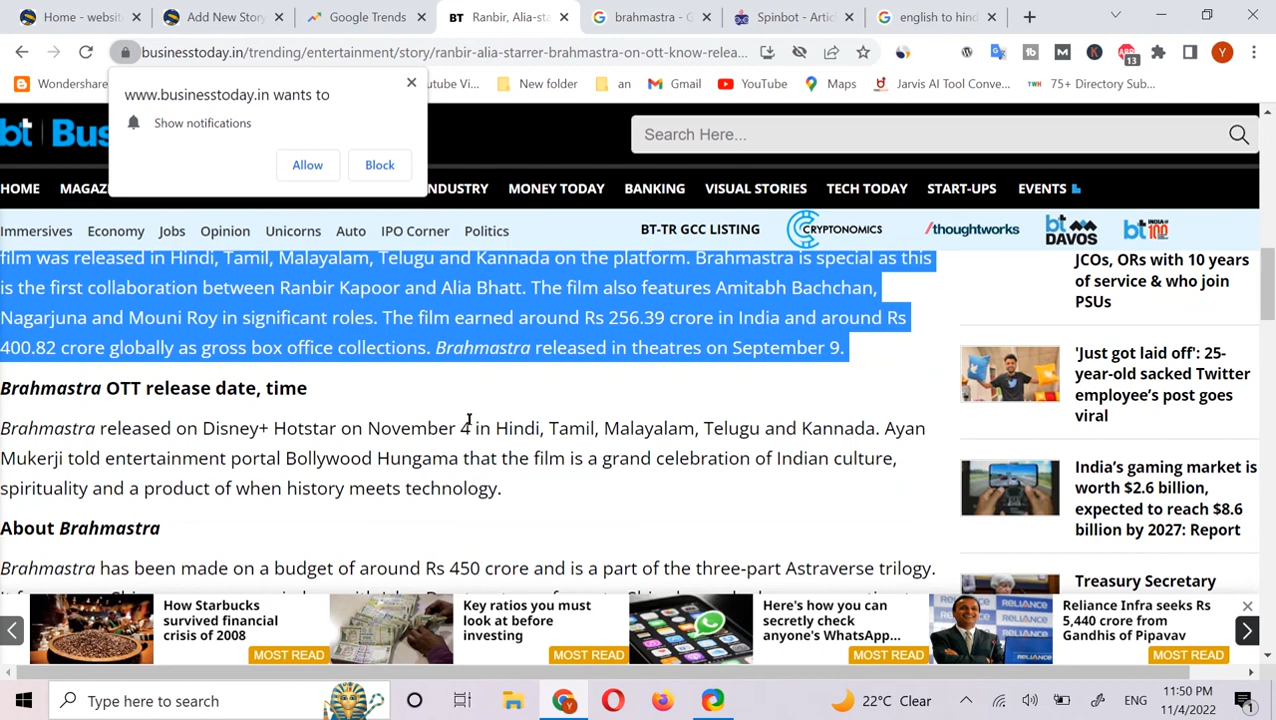 Home - website
Add New Story
Google Trends
BT Ranbir, Alia-sta
brahmastra - G
Spinbot - Artic
english to hind
businesstoday.in/trending/entertainment/story/ranbir-alia-starrer-brahmastra-on-ott-know-relea...
Y
13
Wondershare
utube Vi...
New folder
an
Gmail
YouTube
Maps
Jarvis AI Tool Conve...
75+ Directory Sub...
www.businesstoday.in wants to
Show notifications
Allow
Block
bt Bus
Search Here...
HOME
MAGAZ
NDUSTRY
MONEY TODAY
BANKING
VISUAL STORIES
TECH TODAY
START-UPS
EVENTS
Immersives
Economy
Jobs
Opinion
Unicorns
Auto
IPO Corner
Politics
BT-TR GCC LISTING
CRYPTONOMICS
/thoughtworks
bt DAVOS
bt INDIA @ 100
film was released in Hindi, Tamil, Malayalam, Telugu and Kannada on the platform. Brahmastra is special as this
is the first collaboration between Ranbir Kapoor and Alia Bhatt. The film also features Amitabh Bachchan,
Nagarjuna and Mouni Roy in significant roles. The film earned around Rs 256.39 crore in India and around Rs
400.82 crore globally as gross box office collections. Brahmastra released in theatres on September 9.
Brahmastra OTT release date, time
Brahmastra released on Disney+ Hotstar on November 4 in Hindi, Tamil, Malayalam, Telugu and Kannada. Ayan
Mukerji told entertainment portal Bollywood Hungama that the film is a grand celebration of Indian culture,
spirituality and a product of when history meets technology.
About Brahmastra
Brahmastra has been made on a budget of around Rs 450 crore and is a part of the three-part Astraverse trilogy.
JCOs, ORs with 10 years
of service & who join
PSUs
'Just got laid off': 25-
year-old sacked Twitter
employee's post goes
viral
India's gaming market is
worth $2.6 billion,
expected to reach $8.6
billion by 2027: Report
Treasury Secretary
How Starbucks
survived financial
crisis of 2008
MOST READ
Key ratios you must
look at before
investing
MOST READ
Here's how you can
secretly check
anyone's WhatsApp...
MOST READ
RELIANCE
Reliance Infra seeks Rs
5,440 crore from
Gandhis of Pipavav
MOST READ
Type here to search
22°C Clear
ENG
11:50 PM
11/4/2022
1